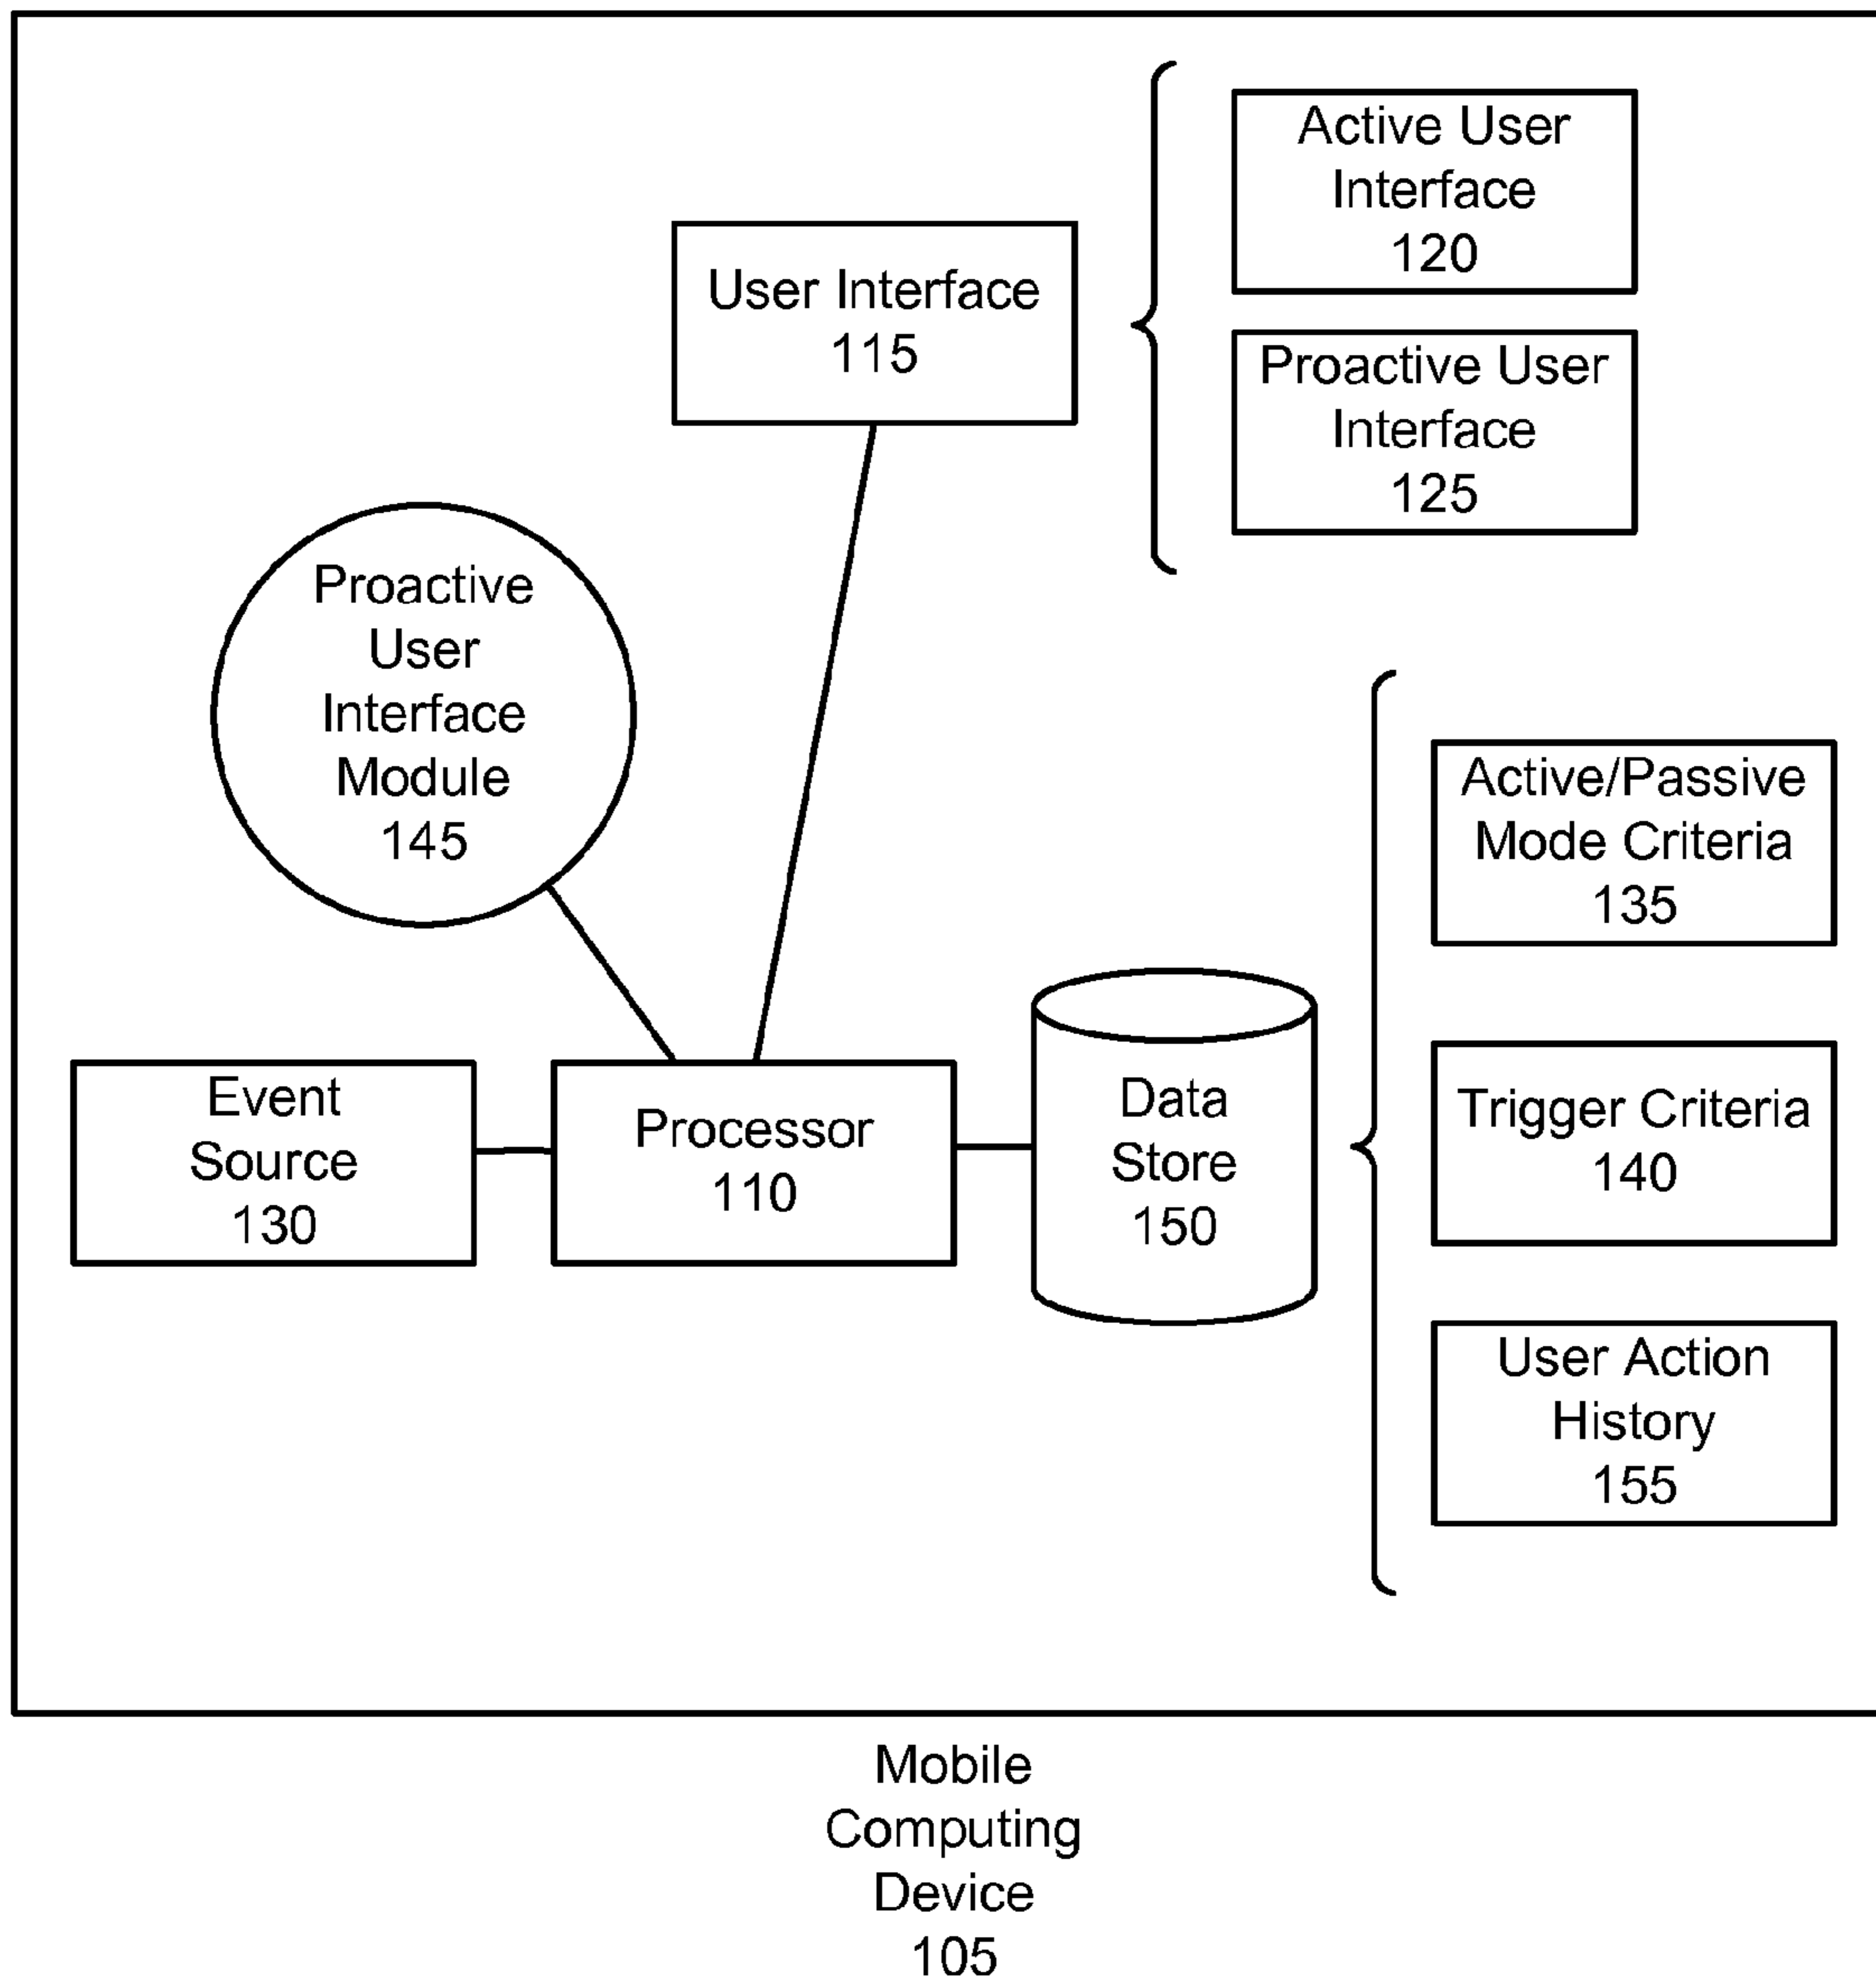 Active User
Interface
120
User Interface
115
Proactive User
Interface
125
Proactive
User
Interface
Module
145
Active/Passive
Mode Criteria
135
Event
Source
130
Processor
110
Data
Store
150
Trigger Criteria
140
User Action
History
155
Mobile
Computing
Device
105